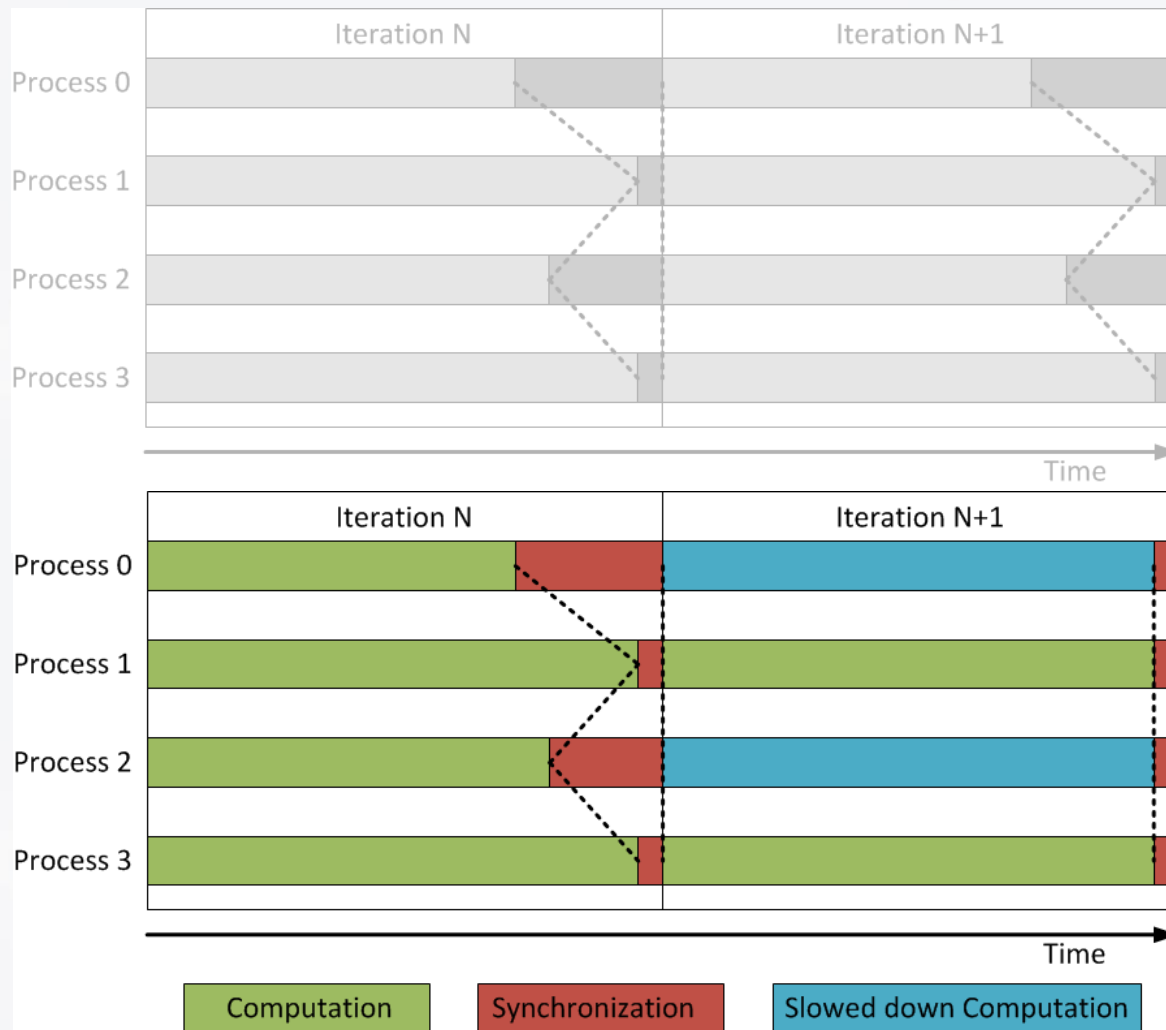 Iteration N Iteration N+1
Process 0
Process 1
Process 2
Process 3
Time
Iteration N Iteration N+1
Process 0
Process 1
Process 2
Process 3
Time
Computation Synchronization Slowed down Computation